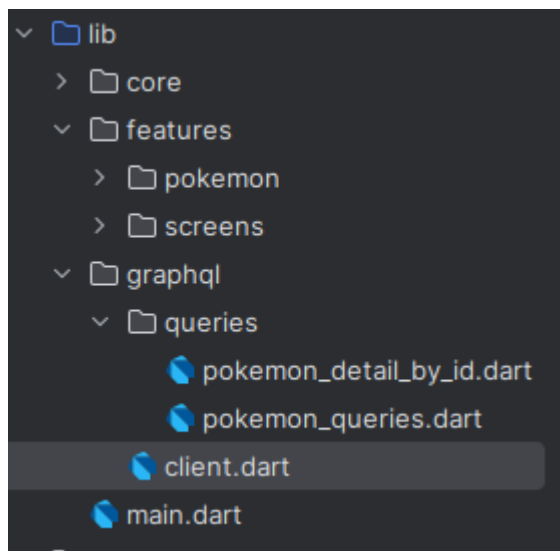 lib
core
features
pokemon
screens
graphql
queries
pokemon_detail_by_id.dart
pokemon_queries.dart
client.dart
main.dart